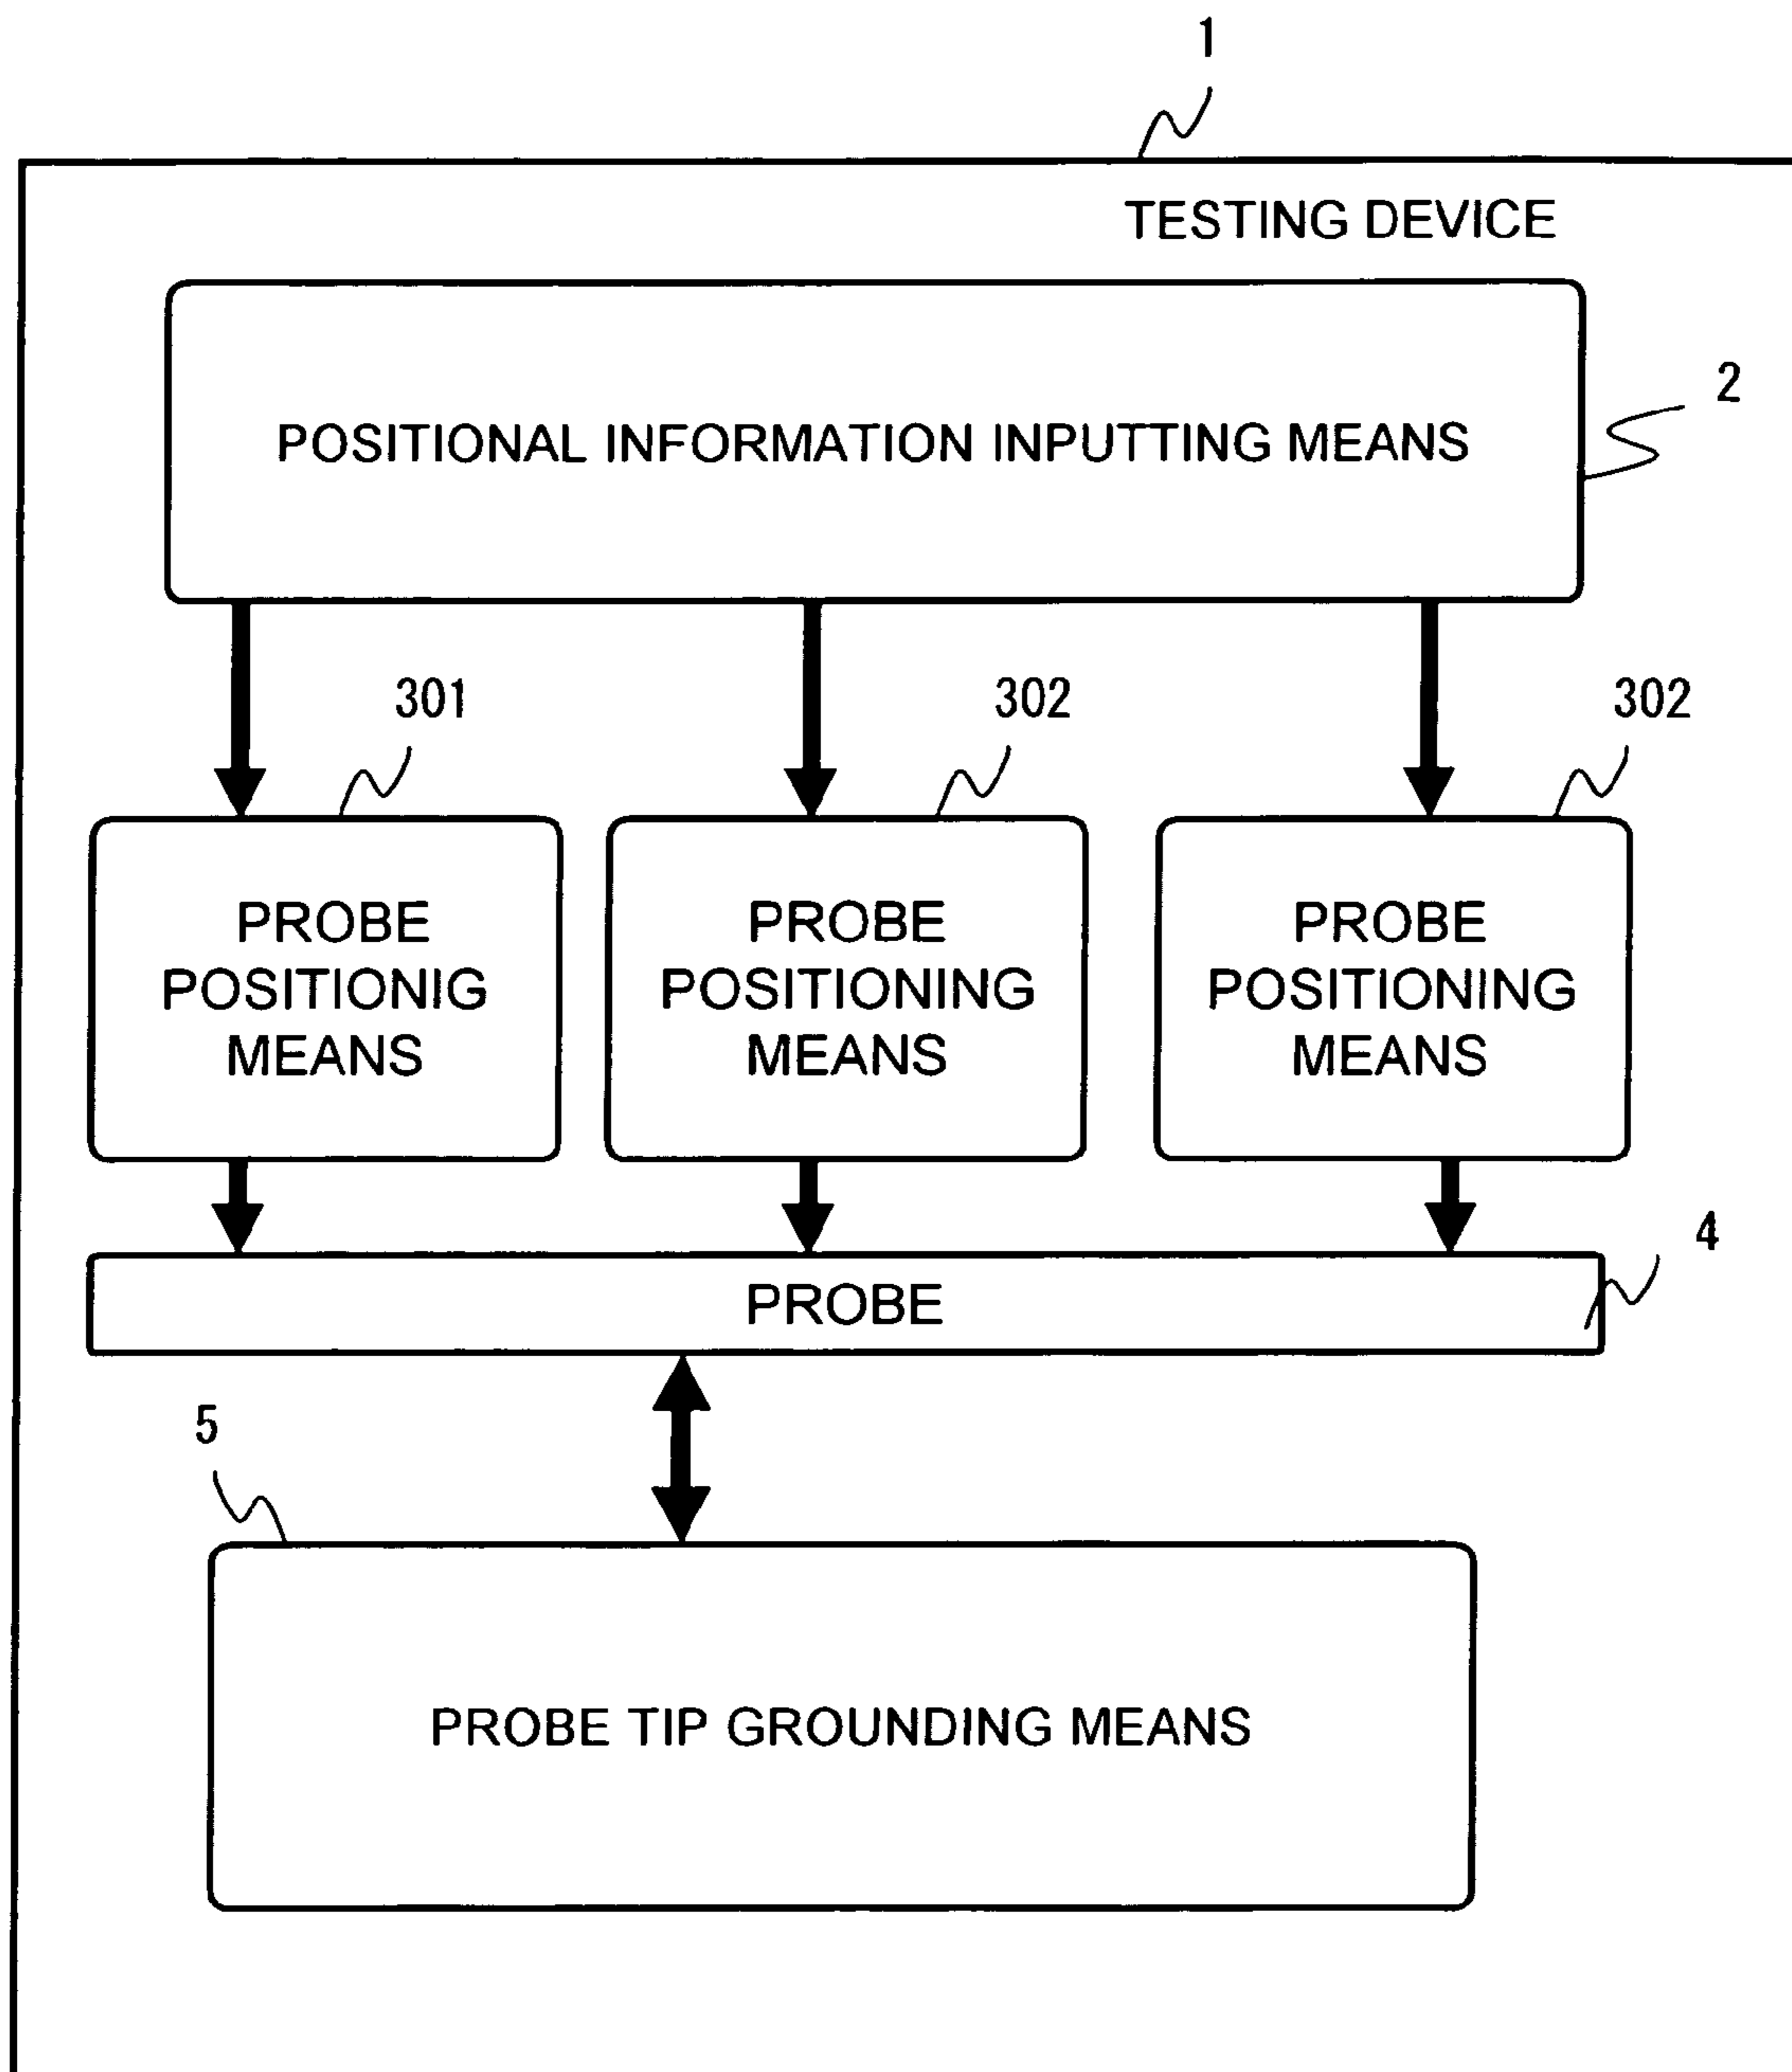 1
TESTING DEVICE
2
POSITIONAL INFORMATION INPUTTING MEANS
301
302
302
PROBE
POSITIONIG
MEANS
PROBE
POSITIONING
MEANS
PROBE
POSITIONING
MEANS
4
PROBE
5
PROBE TIP GROUNDING MEANS